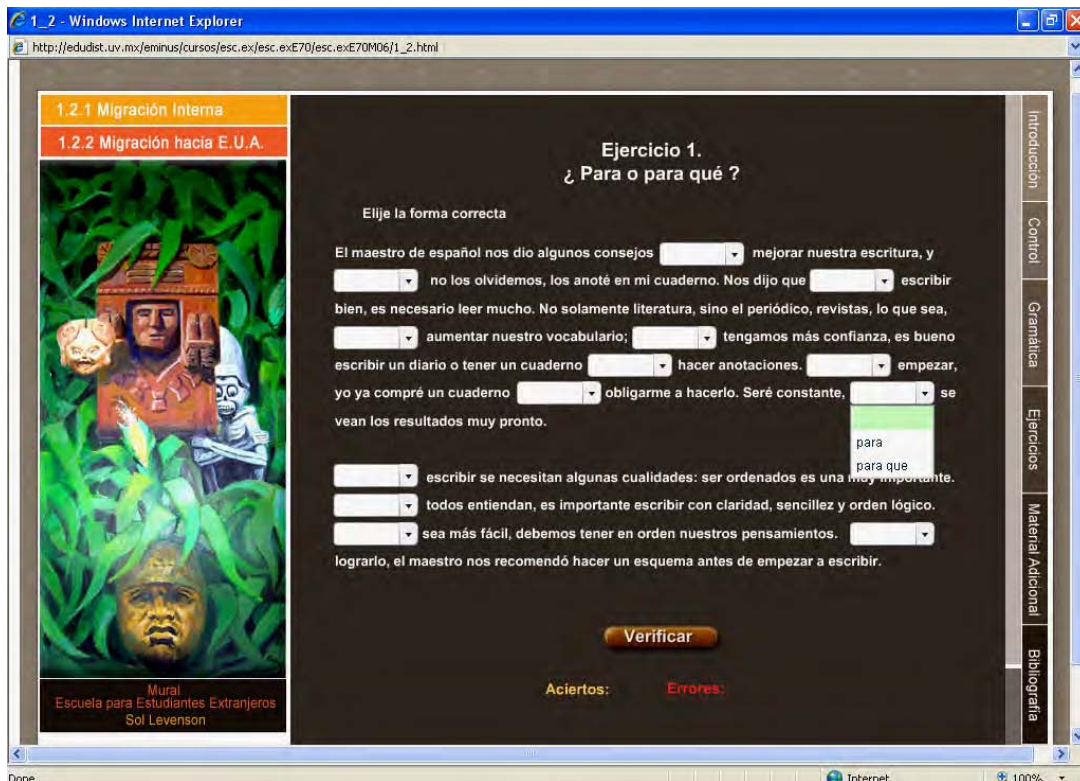 1_2 - Windows Internet Explorer
http://edudist.uv.mx/eminus/cursos/esc.ex/esc.exE70/esc.exE70M06/1_2.html
1.2.1 Migración Interna
1.2.2 Migración hacia E.U.A.
Mural
Escuela para Estudiantes Extranjeros
Sol Levenson
Ejercicio 1.
¿ Para o para qué ?
Elije la forma correcta
El maestro de español nos dio algunos consejos mejorar nuestra escritura, y
no los olvidemos, los anoté en mi cuaderno. Nos dijo que escribir
bien, es necesario leer mucho. No solamente literatura, sino el periódico, revistas, lo que sea,
aumentar nuestro vocabulario; tengamos más confianza, es bueno
escribir un diario o tener un cuaderno hacer anotaciones. empezar,
yo ya compré un cuaderno obligarme a hacerlo. Seré constante, se
vean los resultados muy pronto.
para
para que
escribir se necesitan algunas cualidades: ser ordenados es una muy importante.
todos entiendan, es importante escribir con claridad, sencillez y orden lógico.
sea más fácil, debemos tener en orden nuestros pensamientos.
lograrlo, el maestro nos recomendó hacer un esquema antes de empezar a escribir.
Verificar
Aciertos: Errores:
Introducción
Control
Gramática
Ejercicios
Material Adicional
Bibliografía
Done Internet 100%